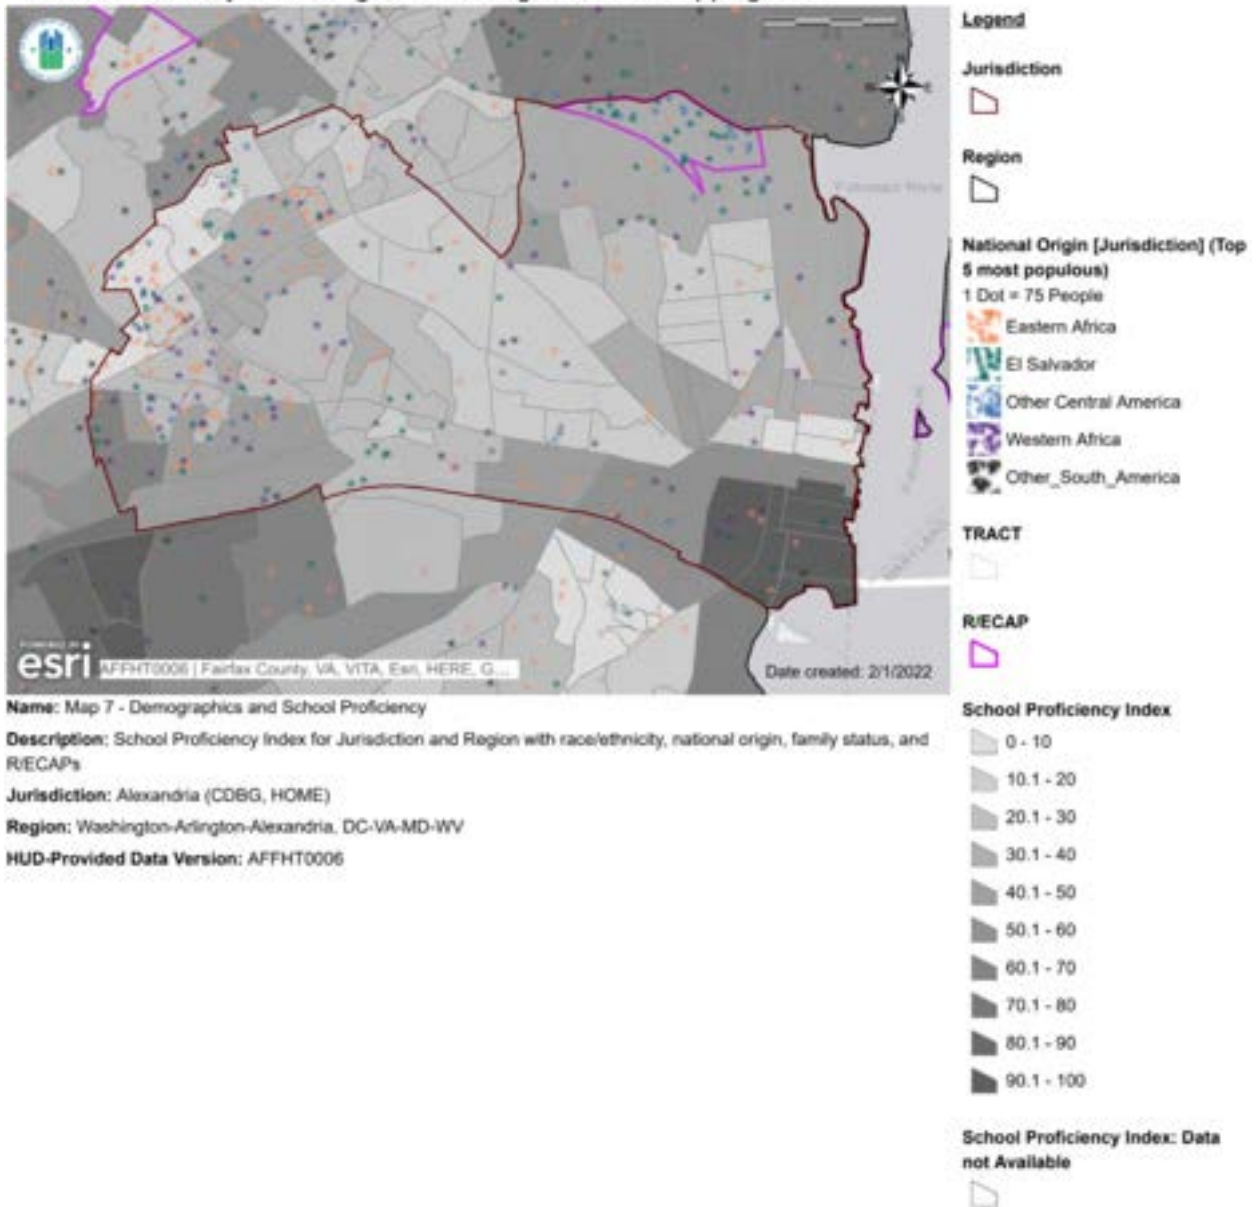 Legend
Jurisdiction
Region
National Origin [Jurisdiction] (Top
5 most populous)
1 Dot = 75 People
Eastern Africa
El Salvador
Other Central America
Western Africa
Other_South_America
TRACT
R/ECAP
School Proficiency Index
0 - 10
10.1 - 20
20.1 - 30
30.1 - 40
40.1 - 50
50.1 - 60
60.1 - 70
70.1 - 80
80.1 - 90
90.1 - 100
School Proficiency Index: Data
not Available
POWERED BY
esri
AFFHT0006 | Fairfax County, VA, VITA, Esri, HERE, G...
Date created: 2/1/2022
Name: Map 7 - Demographics and School Proficiency
Description: School Proficiency Index for Jurisdiction and Region with race/ethnicity, national origin, family status, and
R/ECAPs
Jurisdiction: Alexandria (CDBG, HOME)
Region: Washington-Arlington-Alexandria, DC-VA-MD-WV
HUD-Provided Data Version: AFFHT0006